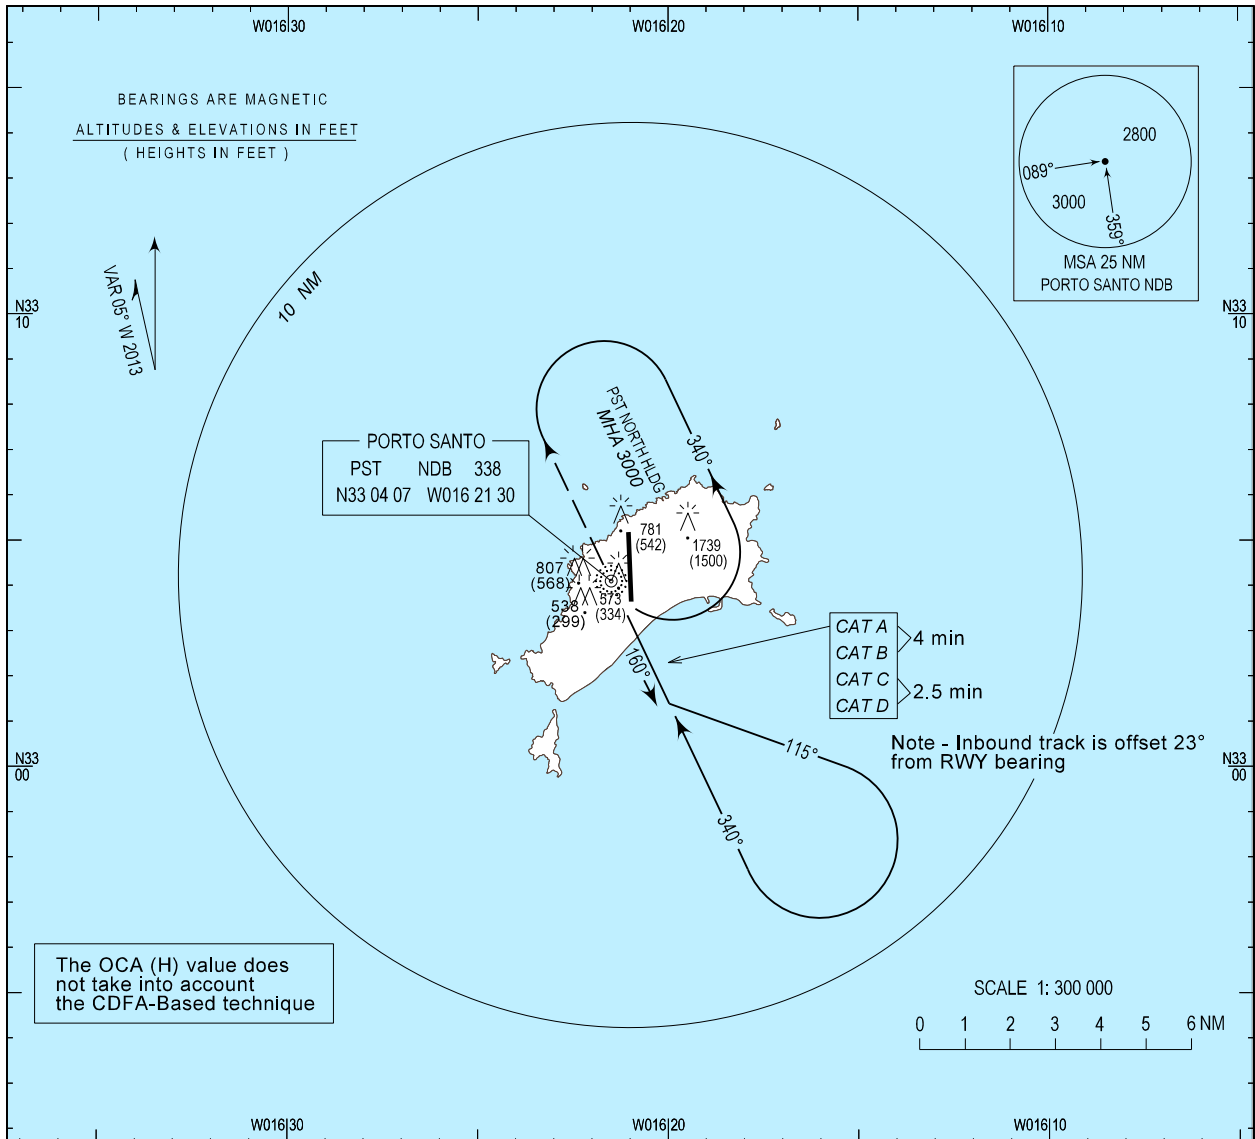 W016 30
W016 20
W016 10
BEARINGS ARE MAGNETIC
ALTITUDES & ELEVATIONS IN FEET
( HEIGHTS IN FEET )
VAR 05° W 2013
10 NM
2800
089°
3000
359°
MSA 25 NM
PORTO SANTO NDB
N33
10
N33
10
PORTO SANTO
PST NDB 338
N33 04 07 W016 21 30
PST NORTH HLDG
MHA 3000
340°
781
(542)
1739
(1500)
807
(568)
573
(334)
538
(299)
160°
CAT A
CAT B
4 min
CAT C
CAT D
2.5 min
115°
Note - Inbound track is offset 23°
from RWY bearing
N33
00
N33
00
340°
The OCA (H) value does
not take into account
the CDFA-Based technique
SCALE 1: 300 000
0 1 2 3 4 5 6 NM
W016 30
W016 20
W016 10